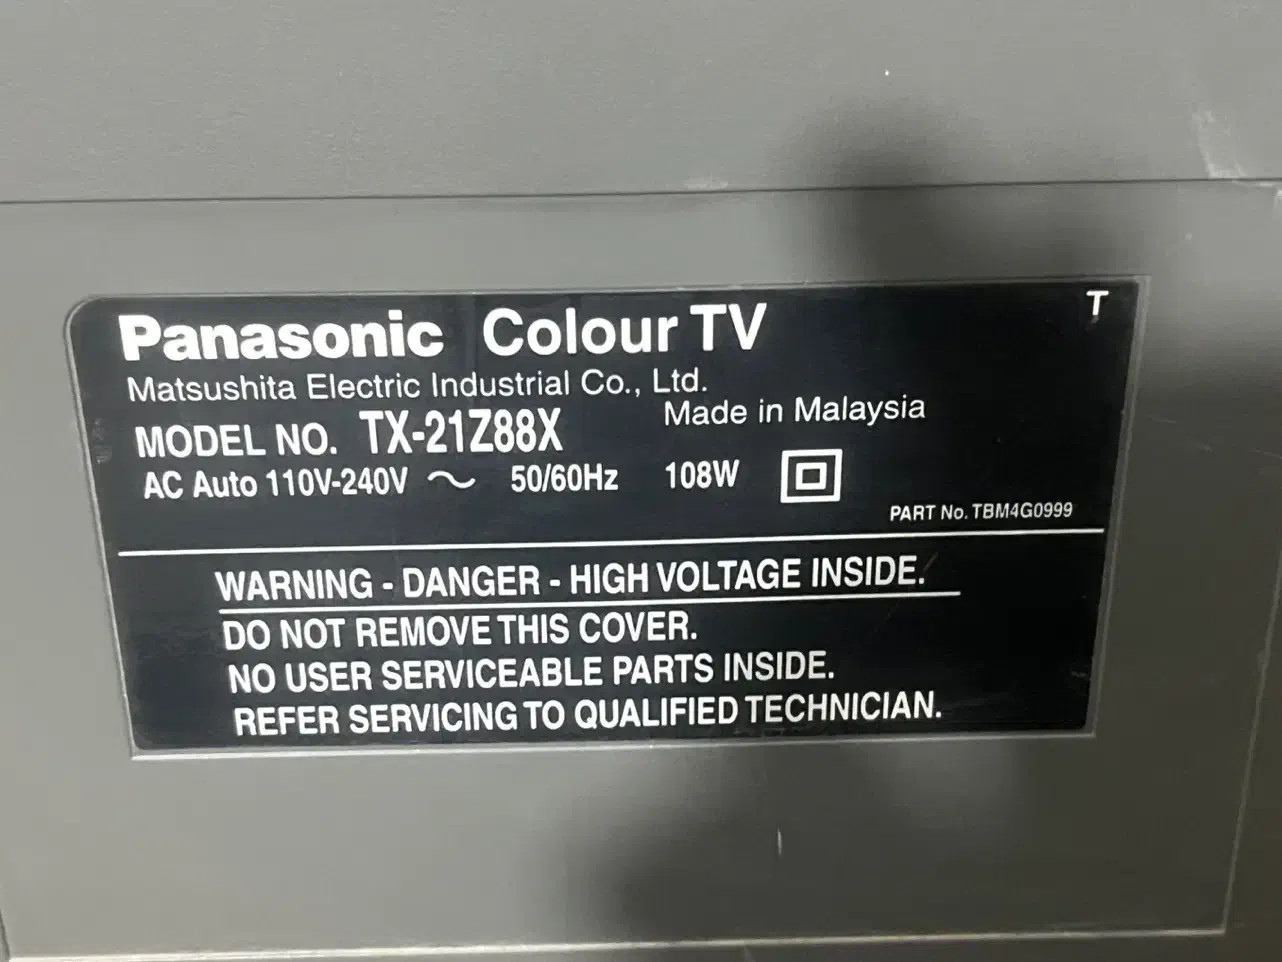 T
Panasonic Colour TV
Matsushita Electric Industrial Co., Ltd.
Made in Malaysia
MODEL NO. TX-21Z88X
AC Auto 110V-240V ~ 50/60Hz 108W
PART No. TBM4G0999
WARNING - DANGER - HIGH VOLTAGE INSIDE.
DO NOT REMOVE THIS COVER.
NO USER SERVICEABLE PARTS INSIDE.
REFER SERVICING TO QUALIFIED TECHNICIAN.